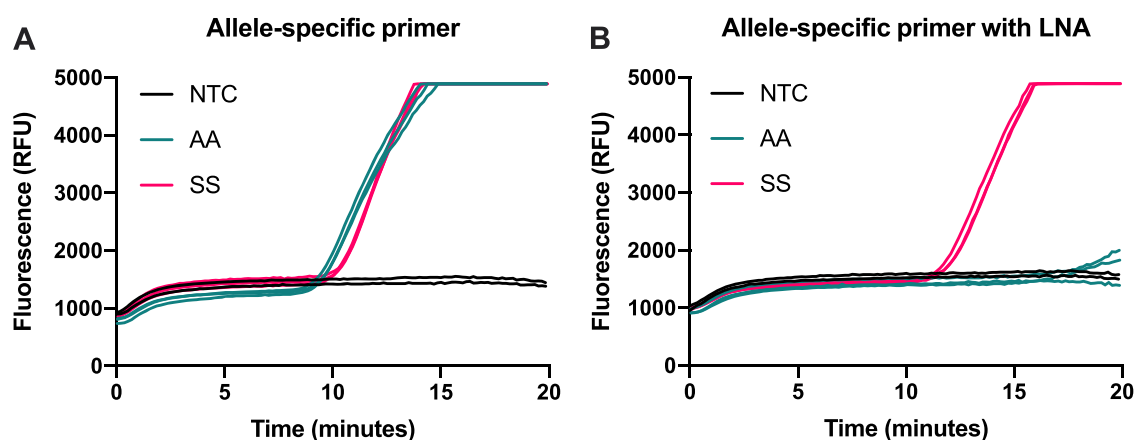 A
Allele-specific primer
Fluorescence (RFU)
5000
4000
3000
2000
1000
0
NTC
AA
SS
0 5 10 15 20
Time (minutes)
B
Allele-specific primer with LNA
Fluorescence (RFU)
5000
4000
3000
2000
1000
0
NTC
AA
SS
0 5 10 15 20
Time (minutes)